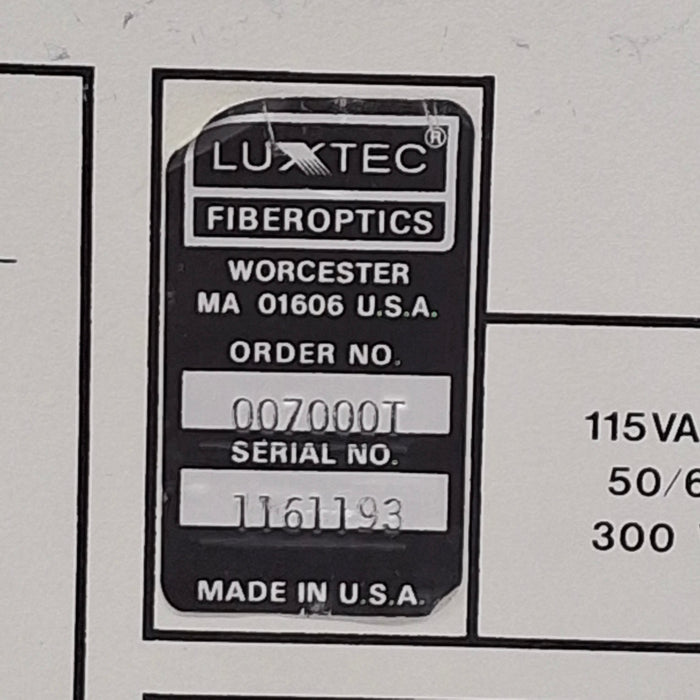 LUXTEC®
FIBEROPTICS
WORCESTER
MA 01606 U.S.A.
ORDER NO.
007000T
SERIAL NO.
1161193
MADE IN U.S.A.
115 VA
50/6
300